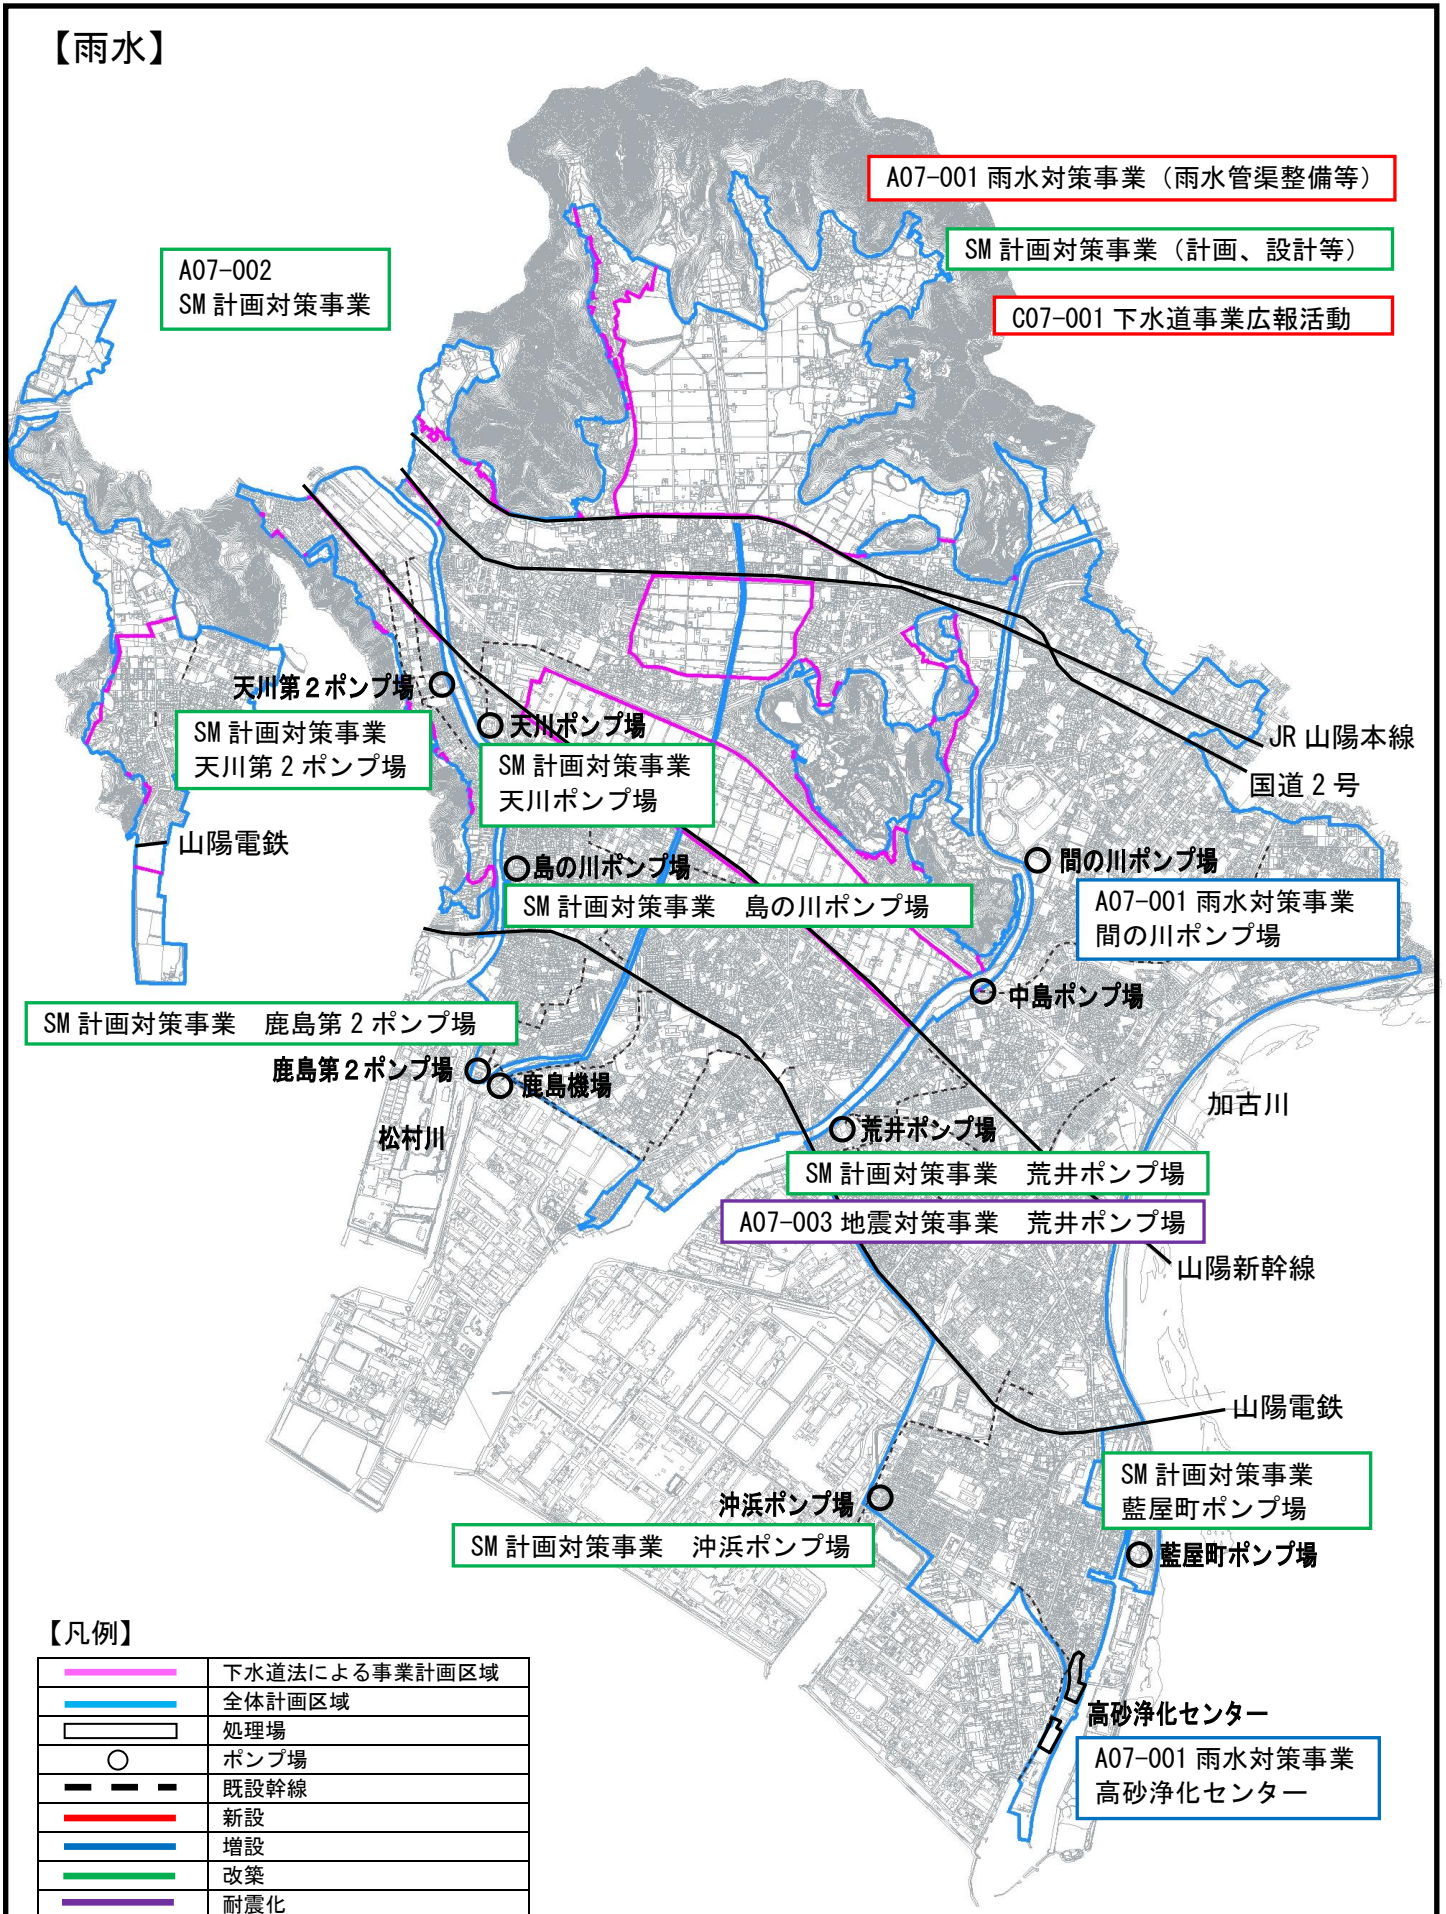 【雨水】
A07-001 雨水対策事業（雨水管渠整備等）
SM 計画対策事業（計画、設計等）
C07-001 下水道事業広報活動
A07-002
SM 計画対策事業
天川第２ポンプ場
SM 計画対策事業
天川第 2 ポンプ場
天川ポンプ場
SM 計画対策事業
天川ポンプ場
JR 山陽本線
国道 2 号
山陽電鉄
島の川ポンプ場
SM 計画対策事業　島の川ポンプ場
間の川ポンプ場
A07-001 雨水対策事業
間の川ポンプ場
中島ポンプ場
SM 計画対策事業　鹿島第 2 ポンプ場
鹿島第２ポンプ場
鹿島機場
松村川
加古川
荒井ポンプ場
SM 計画対策事業　荒井ポンプ場
A07-003 地震対策事業　荒井ポンプ場
山陽新幹線
山陽電鉄
沖浜ポンプ場
SM 計画対策事業　沖浜ポンプ場
SM 計画対策事業
藍屋町ポンプ場
藍屋町ポンプ場
高砂浄化センター
A07-001 雨水対策事業
高砂浄化センター
【凡例】
下水道法による事業計画区域
全体計画区域
処理場
ポンプ場
既設幹線
新設
増設
改築
耐震化